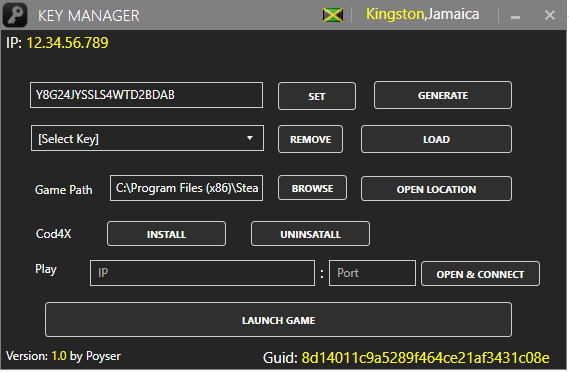 KEY MANAGER Kingston,Jamaica
IP: 12.34.56.789
Y8G24JYSSLS4WTD2BDAB SET GENERATE
[Select Key] REMOVE LOAD
Game Path C:\Program Files (x86)\Stea BROWSE OPEN LOCATION
Cod4X INSTALL UNINSATALL
Play IP : Port OPEN & CONNECT
LAUNCH GAME
Version: 1.0 by Poyser Guid: 8d14011c9a5289f464ce21af3431c08e